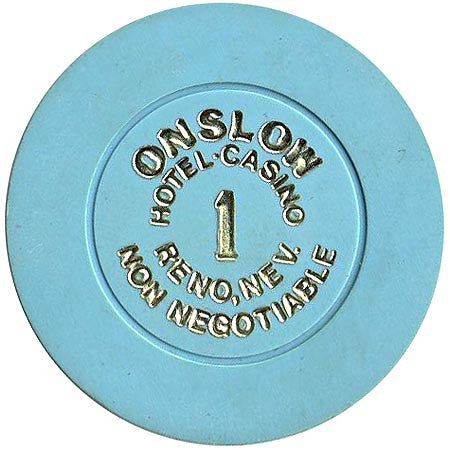 ONSLOW
HOTEL·CASINO
1
RENO, NEV.
NON NEGOTIABLE